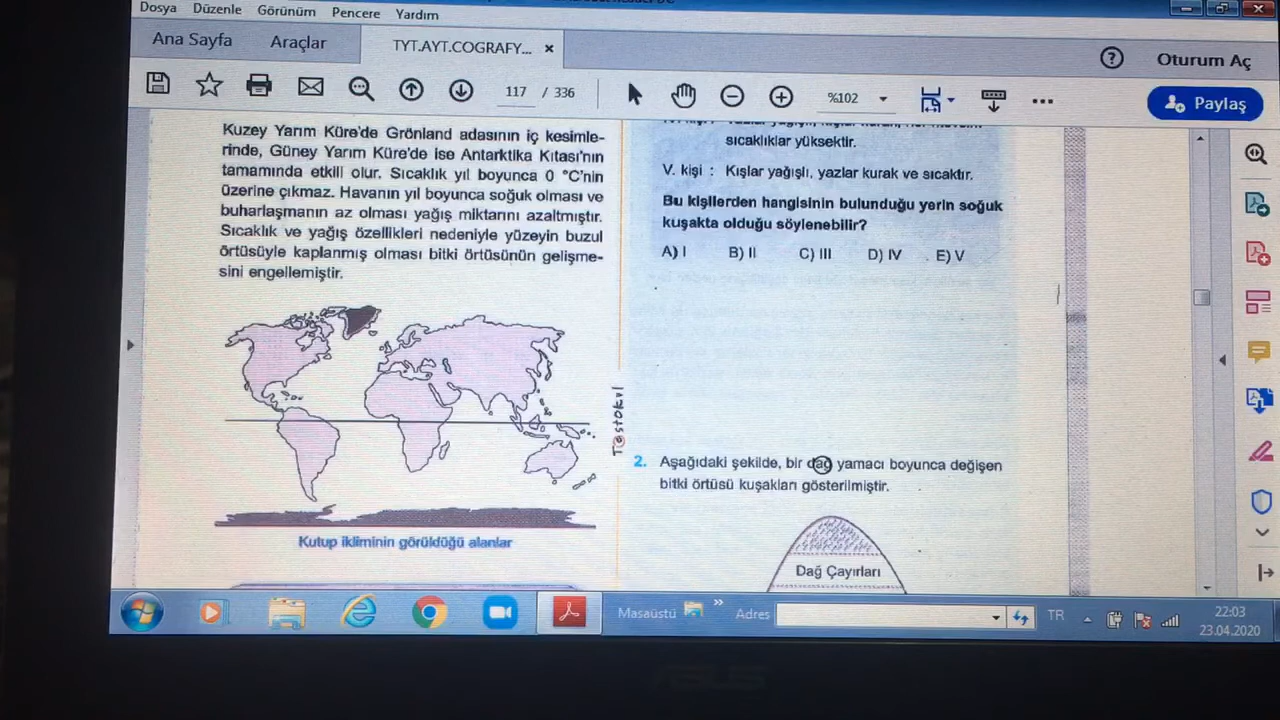 Dosya Düzenle Görünüm Pencere Yardım
Ana Sayfa Araçlar TYT.AYT.COGRAFY... × ? Oturum Aç
117 / 336 %102 Paylaş
Kuzey Yarım Küre'de Grönland adasının iç kesimle-
rinde, Güney Yarım Küre'de ise Antarktika Kıtası'nın
tamamında etkili olur. Sıcaklık yıl boyunca 0 °C'nin
üzerine çıkmaz. Havanın yıl boyunca soğuk olması ve
buharlaşmanın az olması yağış miktarını azaltmıştır.
Sıcaklık ve yağış özellikleri nedeniyle yüzeyin buzul
örtüsüyle kaplanmış olması bitki örtüsünün gelişme-
sini engellemiştir.
Kutup ikliminin görüldüğü alanlar
Testokul
sıcaklıklar yüksektir.
V. kişi : Kışlar yağışlı, yazlar kurak ve sıcaktır.
Bu kişilerden hangisinin bulunduğu yerin soğuk
kuşakta olduğu söylenebilir?
A) I B) II C) III D) IV E) V
2. Aşağıdaki şekilde, bir dağ yamacı boyunca değişen
bitki örtüsü kuşakları gösterilmiştir.
Dağ Çayırları
Masaüstü » Adres TR 22:03
23.04.2020
ASUS